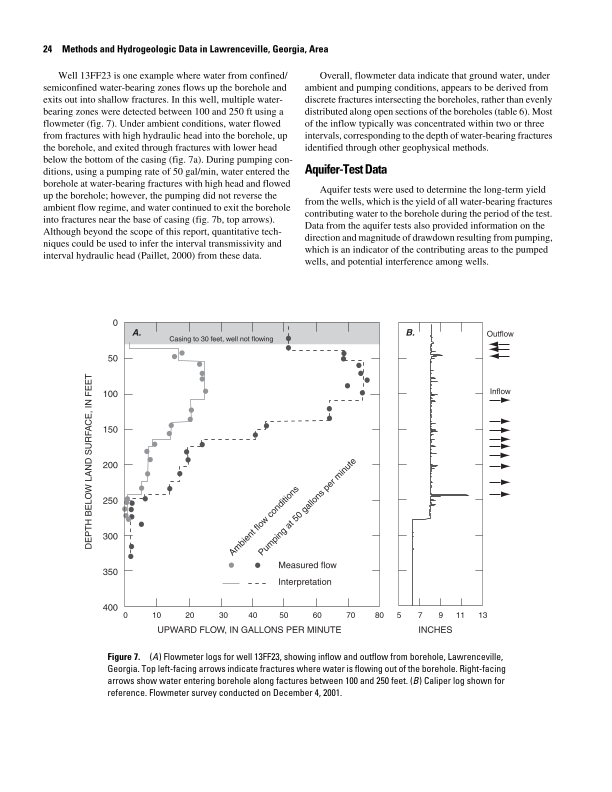 24 Methods and Hydrogeologic Data in Lawrenceville, Georgia, Area
Well 13FF23 is one example where water from confined/
semiconfined water-bearing zones flows up the borehole and
exits out into shallow fractures. In this well, multiple water-
bearing zones were detected between 100 and 250 ft using a
flowmeter (fig. 7). Under ambient conditions, water flowed
from fractures with high hydraulic head into the borehole, up
the borehole, and exited through fractures with lower head
below the bottom of the casing (fig. 7a). During pumping con-
ditions, using a pumping rate of 50 gal/min, water entered the
borehole at water-bearing fractures with high head and flowed
up the borehole; however, the pumping did not reverse the
ambient flow regime, and water continued to exit the borehole
into fractures near the base of casing (fig. 7b, top arrows).
Although beyond the scope of this report, quantitative tech-
niques could be used to infer the interval transmissivity and
interval hydraulic head (Paillet, 2000) from these data.
Overall, flowmeter data indicate that ground water, under
ambient and pumping conditions, appears to be derived from
discrete fractures intersecting the boreholes, rather than evenly
distributed along open sections of the boreholes (table 6). Most
of the inflow typically was concentrated within two or three
intervals, corresponding to the depth of water-bearing fractures
identified through other geophysical methods.
Aquifer-Test Data
Aquifer tests were used to determine the long-term yield
from the wells, which is the yield of all water-bearing fractures
contributing water to the borehole during the period of the test.
Data from the aquifer tests also provided information on the
direction and magnitude of drawdown resulting from pumping,
which is an indicator of the contributing areas to the pumped
wells, and potential interference among wells.
A.
Casing to 30 feet, well not flowing
B.
Outflow
Inflow
DEPTH BELOW LAND SURFACE, IN FEET
0
50
100
150
200
250
300
350
400
Ambient flow conditions
Pumping at 50 gallons per minute
Measured flow
Interpretation
0 10 20 30 40 50 60 70 80
UPWARD FLOW, IN GALLONS PER MINUTE
5 7 9 11 13
INCHES
Figure 7. (A) Flowmeter logs for well 13FF23, showing inflow and outflow from borehole, Lawrenceville,
Georgia. Top left-facing arrows indicate fractures where water is flowing out of the borehole. Right-facing
arrows show water entering borehole along factures between 100 and 250 feet. (B) Caliper log shown for
reference. Flowmeter survey conducted on December 4, 2001.